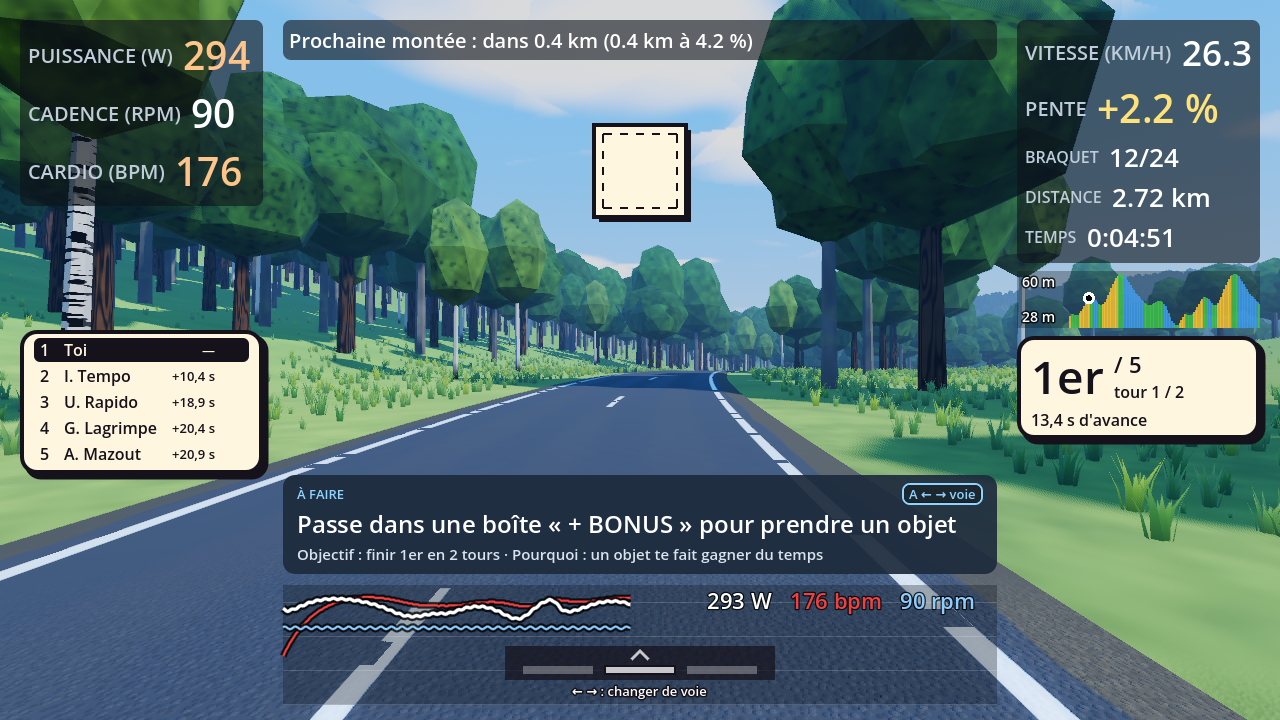 PUISSANCE (W) 294
CADENCE (RPM) 90
CARDIO (BPM) 176
Prochaine montée : dans 0.4 km (0.4 km à 4.2 %)
VITESSE (KM/H) 26.3
PENTE +2.2 %
BRAQUET 12/24
DISTANCE 2.72 km
TEMPS 0:04:51
60 m
28 m
1 Toi —
2 I. Tempo +10,4 s
3 U. Rapido +18,9 s
4 G. Lagrimpe +20,4 s
5 A. Mazout +20,9 s
1er / 5
tour 1 / 2
13,4 s d'avance
À FAIRE
A ← → voie
Passe dans une boîte « + BONUS » pour prendre un objet
Objectif : finir 1er en 2 tours · Pourquoi : un objet te fait gagner du temps
293 W 176 bpm 90 rpm
← → : changer de voie